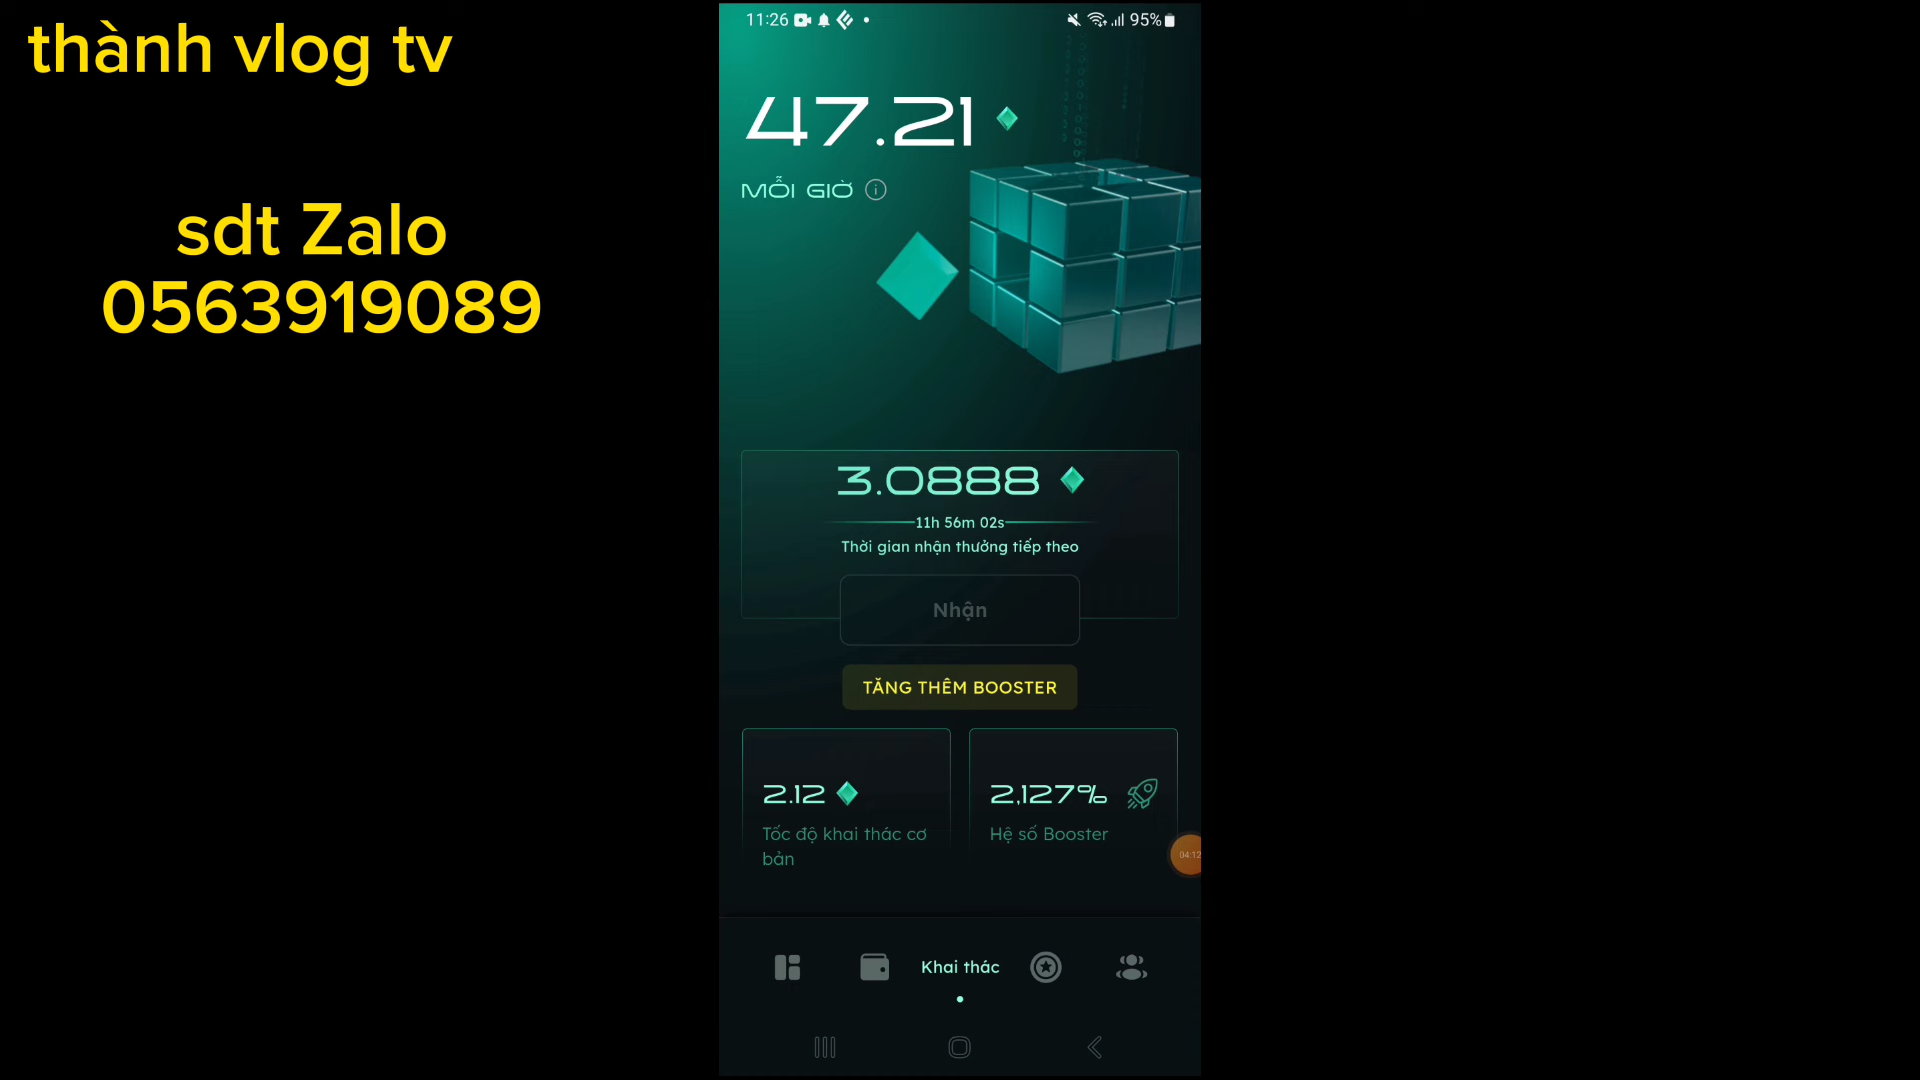 thành vlog tv
sdt Zalo
0563919089
11:26
95%
47.21
MỖI GIỜ
3.0888
11h 56m 02s
Thời gian nhận thưởng tiếp theo
Nhận
TĂNG THÊM BOOSTER
2.12
2,127%
Tốc độ khai thác cơ bản
Hệ số Booster
04:12
Khai thác